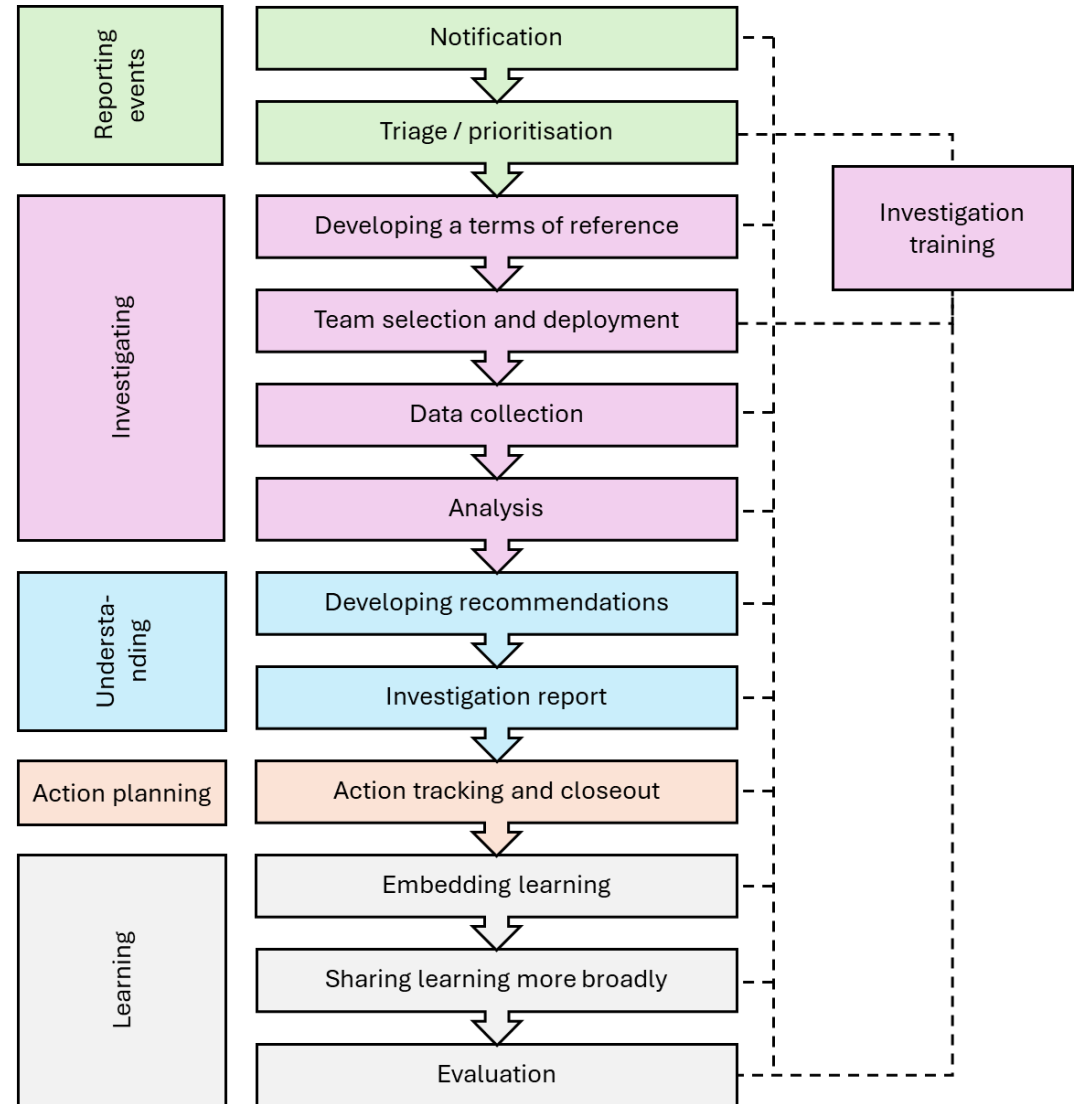 Reporting
events
Notification
Triage / prioritisation
Investigating
Developing a terms of reference
Team selection and deployment
Data collection
Analysis
Investigation
training
Understa-
nding
Developing recommendations
Investigation report
Action planning
Action tracking and closeout
Learning
Embedding learning
Sharing learning more broadly
Evaluation